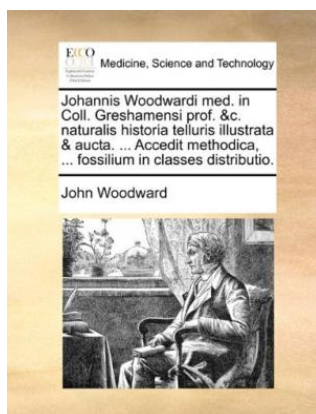 ECCO
Medicine, Science and Technology
Johannis Woodwardi med. in
Coll. Greshamensi prof. &c.
naturalis historia telluris illustrata
& aucta. ... Accedit methodica,
... fossilium in classes distributio.
John Woodward